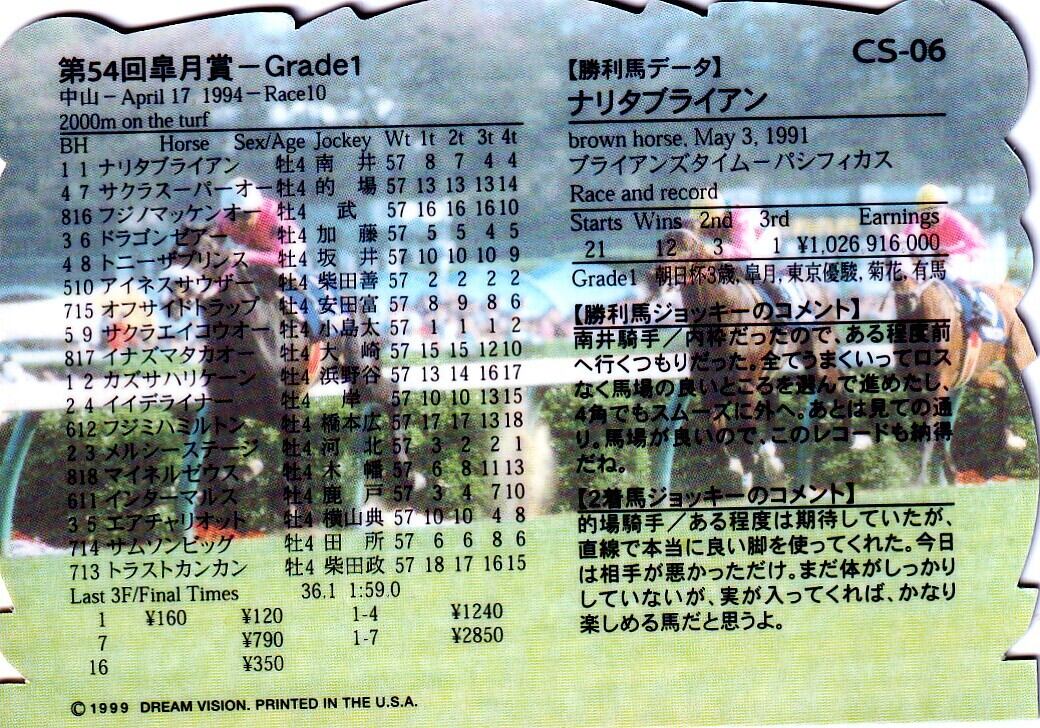 第54回皐月賞－Grade1
中山－April 17 1994－Race10
2000m on the turf
BH Horse Sex/Age Jockey Wt 1t 2t 3t 4t
1 1 ナリタブライアン 牡4 南 井 57 8 7 4 4
4 7 サクラスーパーオー 牡4 的 場 57 13 13 13 14
8 16 フジノマッケンオー 牡4 武 57 16 16 16 10
3 6 ドラゴンゼアー 牡4 加 藤 57 5 5 4 5
4 8 トニーザプリンス 牡4 坂 井 57 10 10 10 9
5 10 アイネスサウザー 牡4 柴田善 57 2 2 2 2
7 15 オフサイドトラップ 牡4 安田富 57 8 9 8 6
5 9 サクラエイコウオー 牡4 小島太 57 1 1 1 2
8 17 イナズマタカオー 牡4 大 崎 57 15 15 12 10
1 2 カズサハリケーン 牡4 浜野谷 57 13 14 16 17
2 4 イイデライナー 牡4 岸 57 10 10 13 15
6 12 フジミハミルトン 牡4 橋本広 57 17 17 13 18
2 3 メルシーステージ 牡4 河 北 57 3 2 2 1
8 18 マイネルゼウス 牡4 木 幡 57 6 8 11 13
6 11 インターマルス 牡4 鹿 戸 57 3 4 7 10
3 5 エアチャリオット 牡4 横山典 57 10 10 4 8
7 14 サムソンビッグ 牡4 田 所 57 6 6 8 6
7 13 トラストカンカン 牡4 柴田政 57 18 17 16 15
Last 3F/Final Times 36.1 1:59.0
1 ¥160 ¥120 1-4 ¥1240
7 ¥790 1-7 ¥2850
16 ¥350
© 1999 DREAM VISION. PRINTED IN THE U.S.A.
CS-06
【勝利馬データ】
ナリタブライアン
brown horse, May 3, 1991
ブライアンズタイム－パシフィカス
Race and record
Starts Wins 2nd 3rd Earnings
21 12 3 1 ¥1,026 916 000
Grade1 朝日杯3歳, 皐月, 東京優駿, 菊花, 有馬
【勝利馬ジョッキーのコメント】
南井騎手／内枠だったので、ある程度前
へ行くつもりだった。全てうまくいってロス
なく馬場の良いところを選んで進めたし、
4角でもスムーズに外へ。あとは見ての通
り。馬場が良いので、このレコードも納得
だね。
【2着馬ジョッキーのコメント】
的場騎手／ある程度は期待していたが、
直線で本当に良い脚を使ってくれた。今日
は相手が悪かっただけ。まだ体がしっかり
していないが、実が入ってくれば、かなり
楽しめる馬だと思うよ。